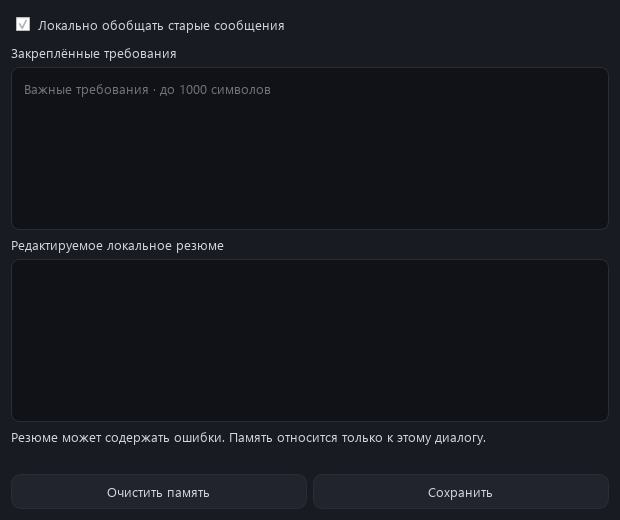 Локально обобщать старые сообщения
Закреплённые требования
Важные требования · до 1000 символов
Редактируемое локальное резюме
Резюме может содержать ошибки. Память относится только к этому диалогу.
Очистить память
Сохранить